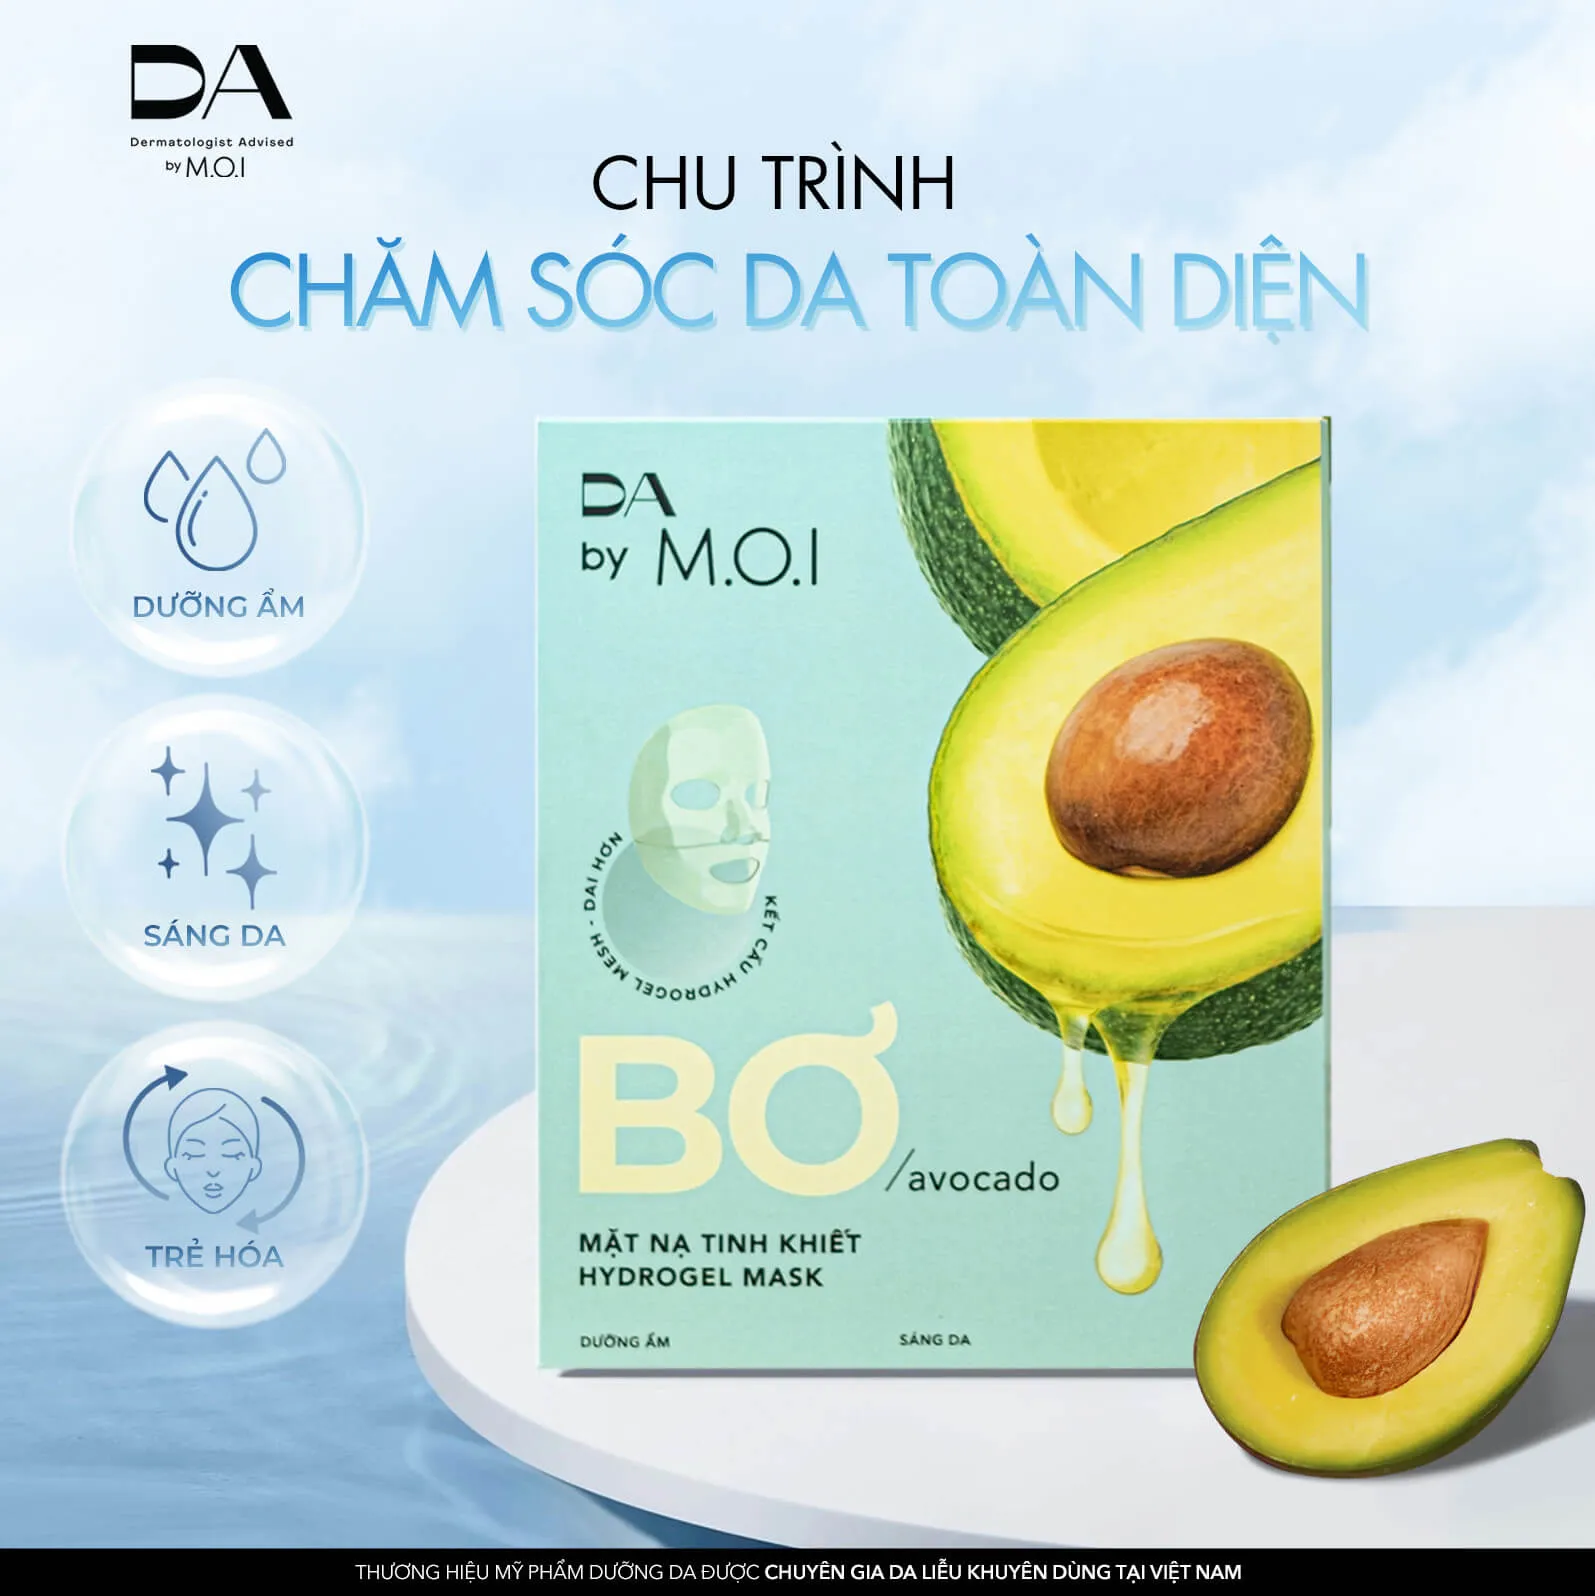 DA
Dermatologist Advised
by M.O.I
CHU TRÌNH
CHĂM SÓC DA TOÀN DIỆN
DƯỠNG ẨM
SÁNG DA
TRẺ HÓA
DA
by M.O.I
KẾT CẤU HYDROGEL MESH - DAI HƠN
BƠ
/avocado
MẶT NẠ TINH KHIẾT
HYDROGEL MASK
DƯỠNG ẨM
SÁNG DA
THƯƠNG HIỆU MỸ PHẨM DƯỠNG DA ĐƯỢC CHUYÊN GIA DA LIỄU KHUYÊN DÙNG TẠI VIỆT NAM